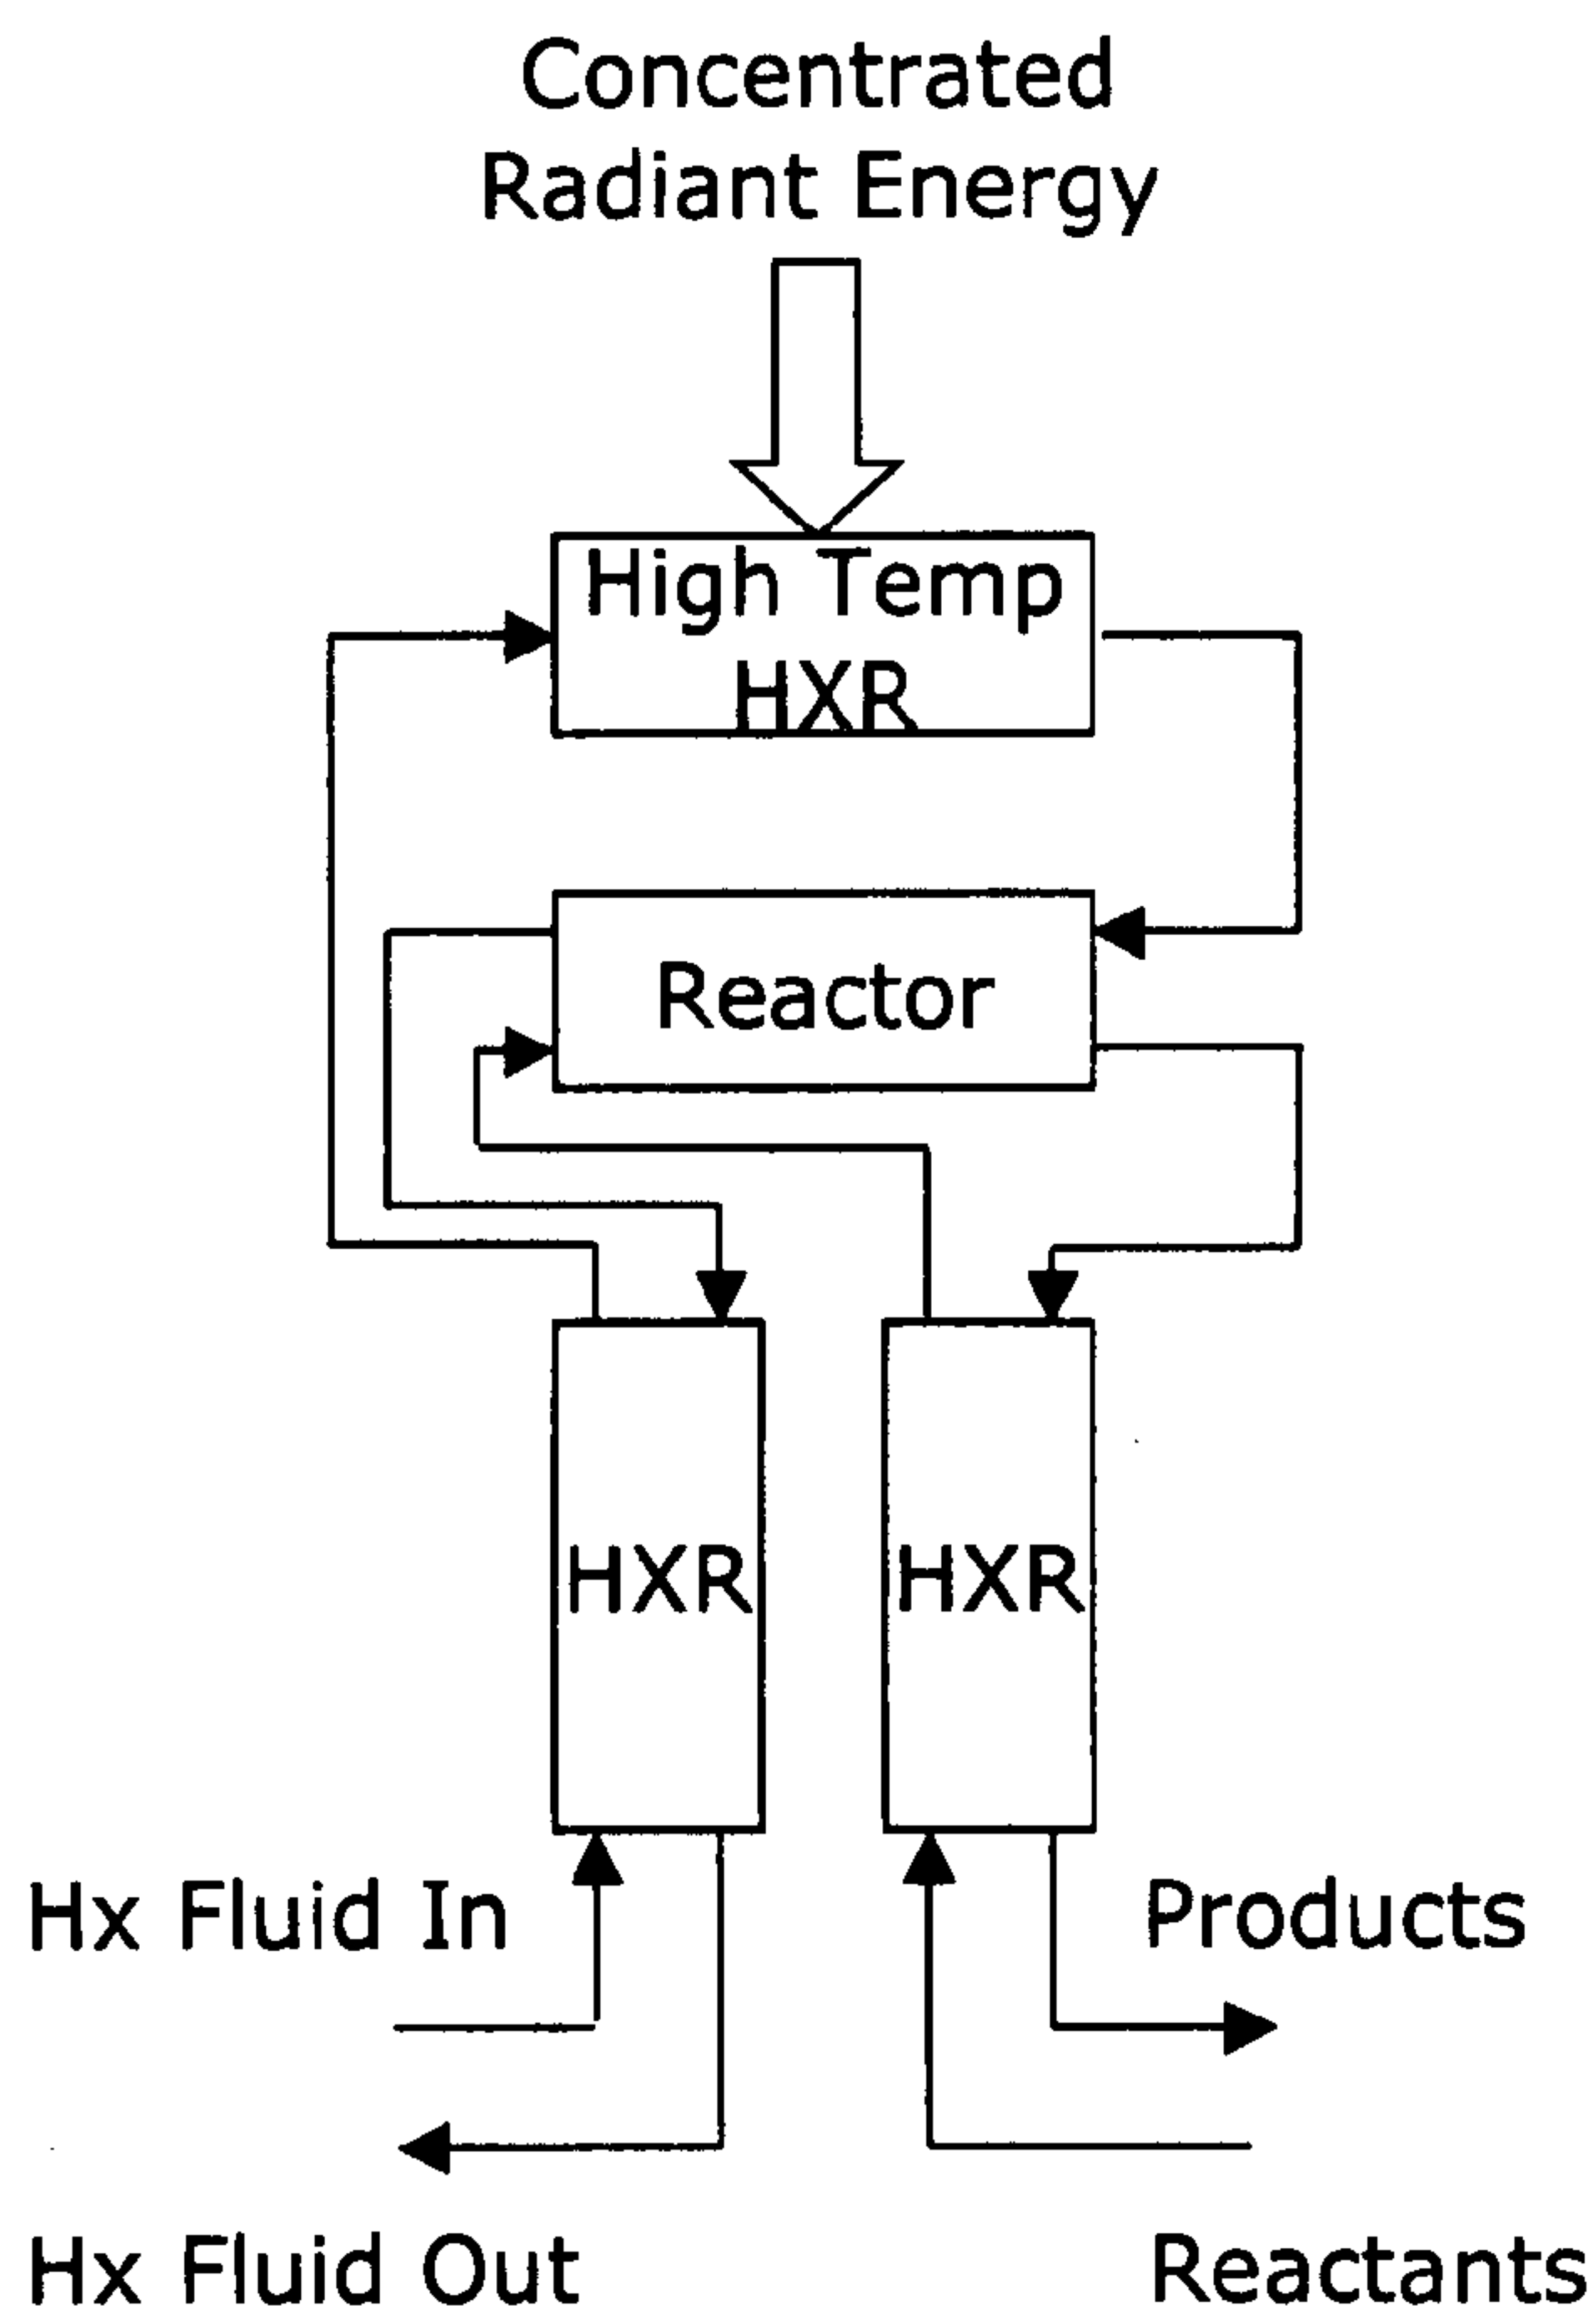 Concentrated
Radiant Energy
High Temp
HXR
Reactor
HXR
HXR
Hx Fluid In
Products
Hx Fluid Out
Reactants